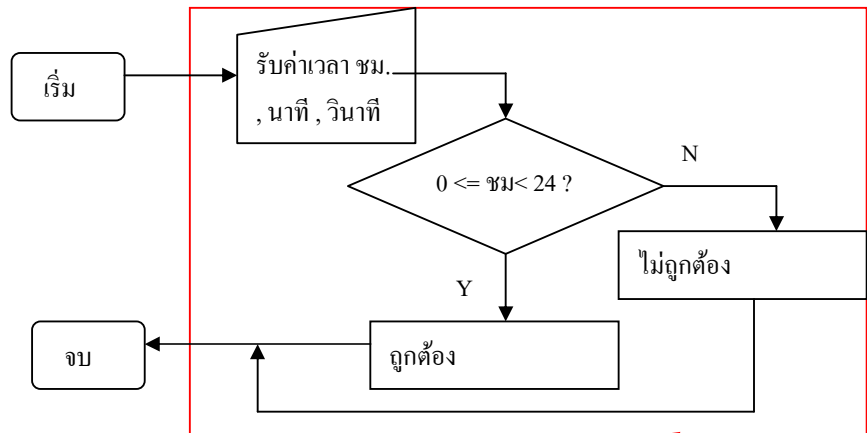 เริ่ม
รับค่าเวลา ชม.
, นาที , วินาที
0 <= ชม< 24 ?
N
ไม่ถูกต้อง
Y
ถูกต้อง
จบ